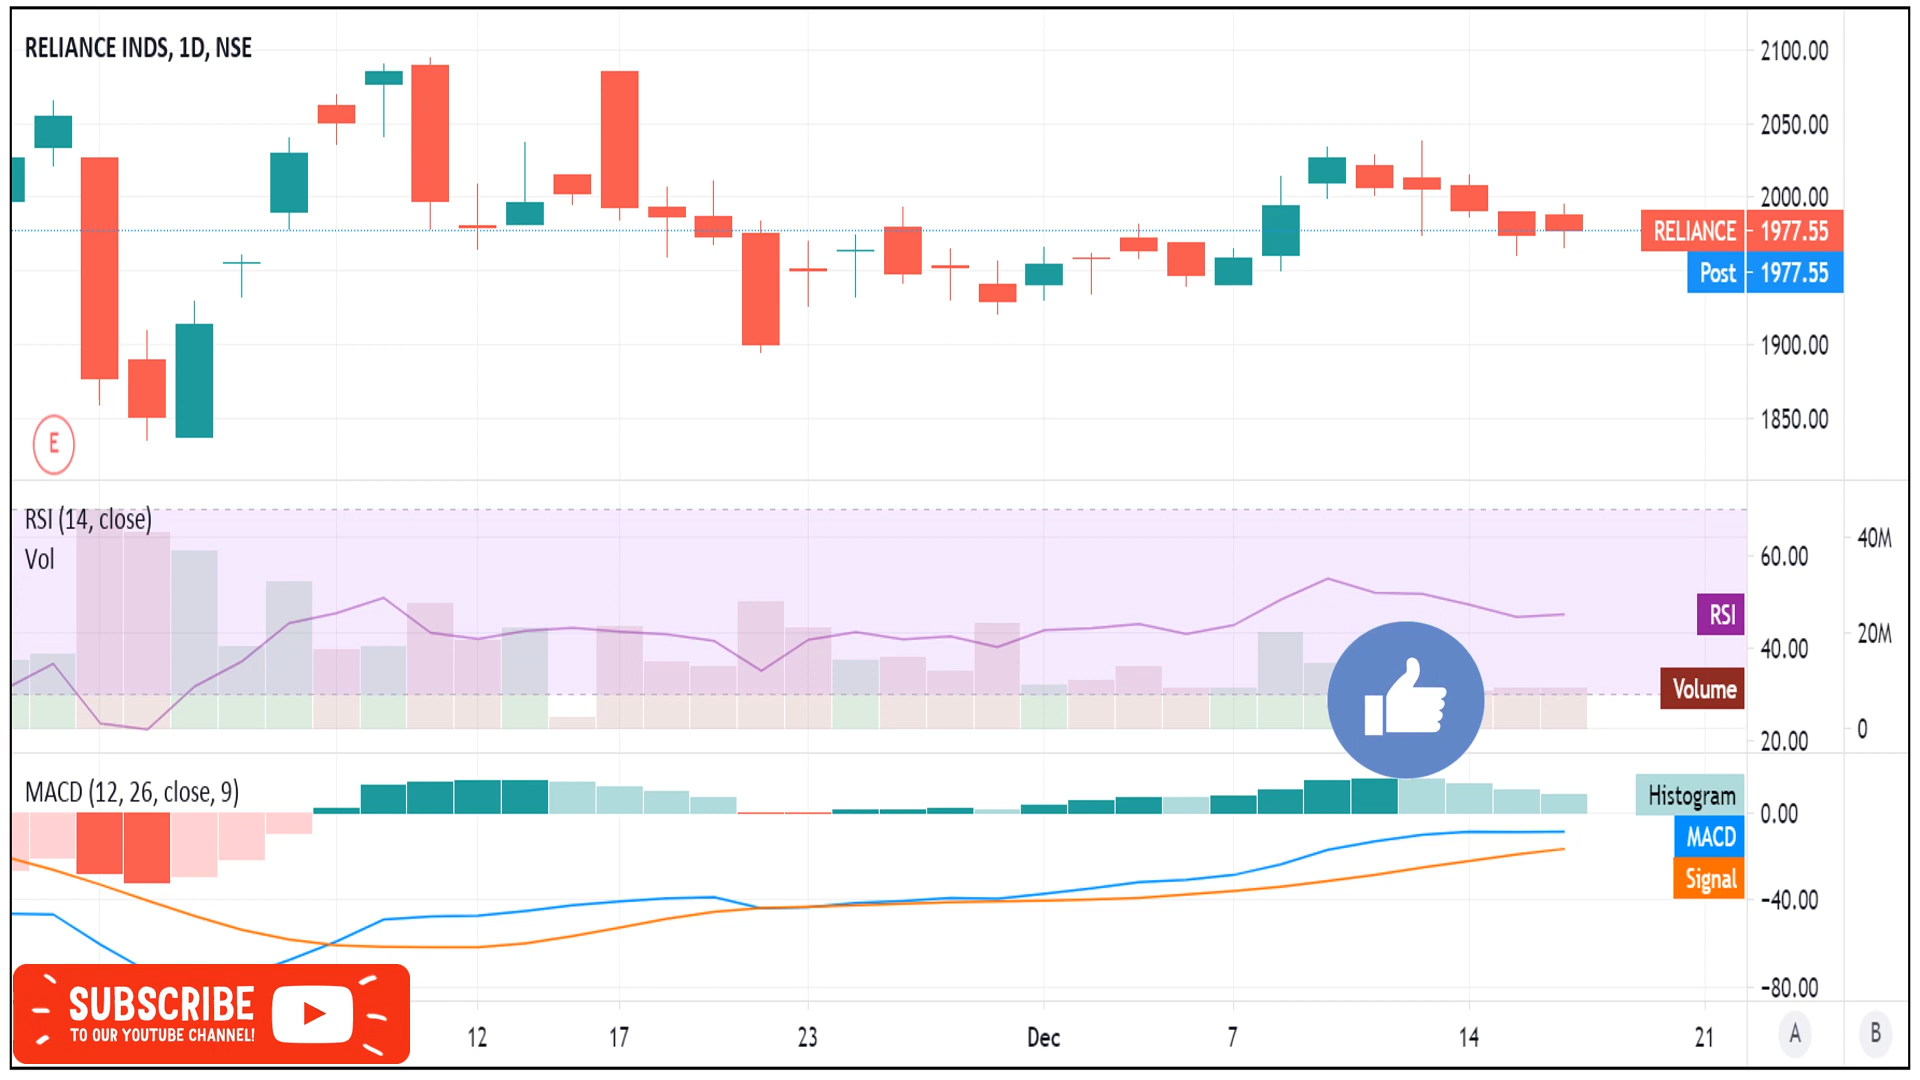 RELIANCE INDS, 1D, NSE
2100.00
2050.00
2000.00
RELIANCE 1977.55
Post 1977.55
1900.00
1850.00
E
RSI (14, close)
Vol
60.00
40M
RSI
20M
40.00
Volume
0
20.00
MACD (12, 26, close, 9)
Histogram
0.00
MACD
Signal
−40.00
−80.00
SUBSCRIBE
TO OUR YOUTUBE CHANNEL!
12 17 23 Dec 7 14 21
A B